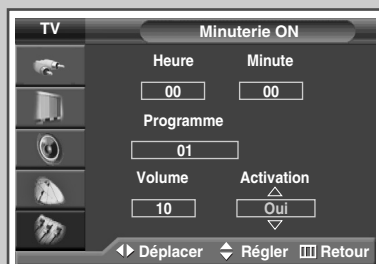 TV
Minuterie ON
Heure Minute
00 00
Programme
01
Volume Activation
10 Oui
Déplacer Régler Retour